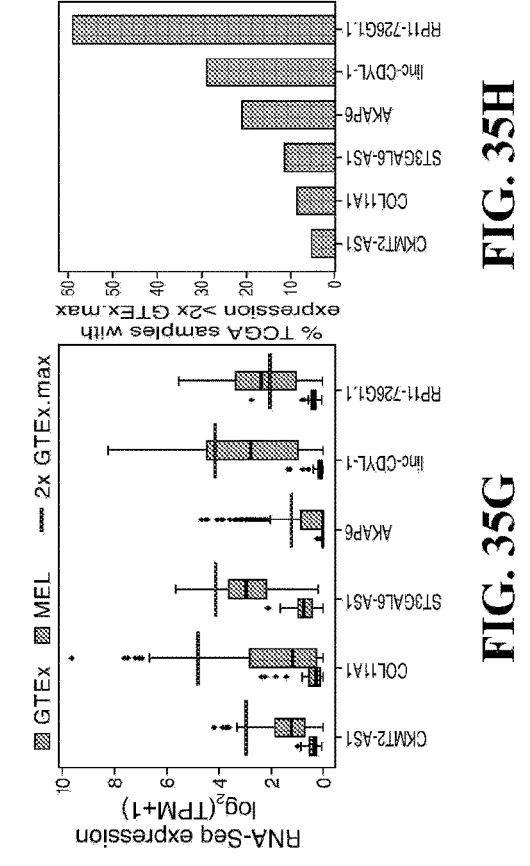 GTEx MEL 2x GTEx.max
RNA-Seq expression
log₂(TPM+1)
10
8
6
4
2
0
CKMT2-AS1
COL11A1
ST3GAL6-AS1
AKAP6
linc-CDYL-1
RP11-726G1.1
FIG. 35G
% TCGA samples with
expression >2x GTEx.max
60
50
40
30
20
10
0
CKMT2-AS1
COL11A1
ST3GAL6-AS1
AKAP6
linc-CDYL-1
RP11-726G1.1
FIG. 35H